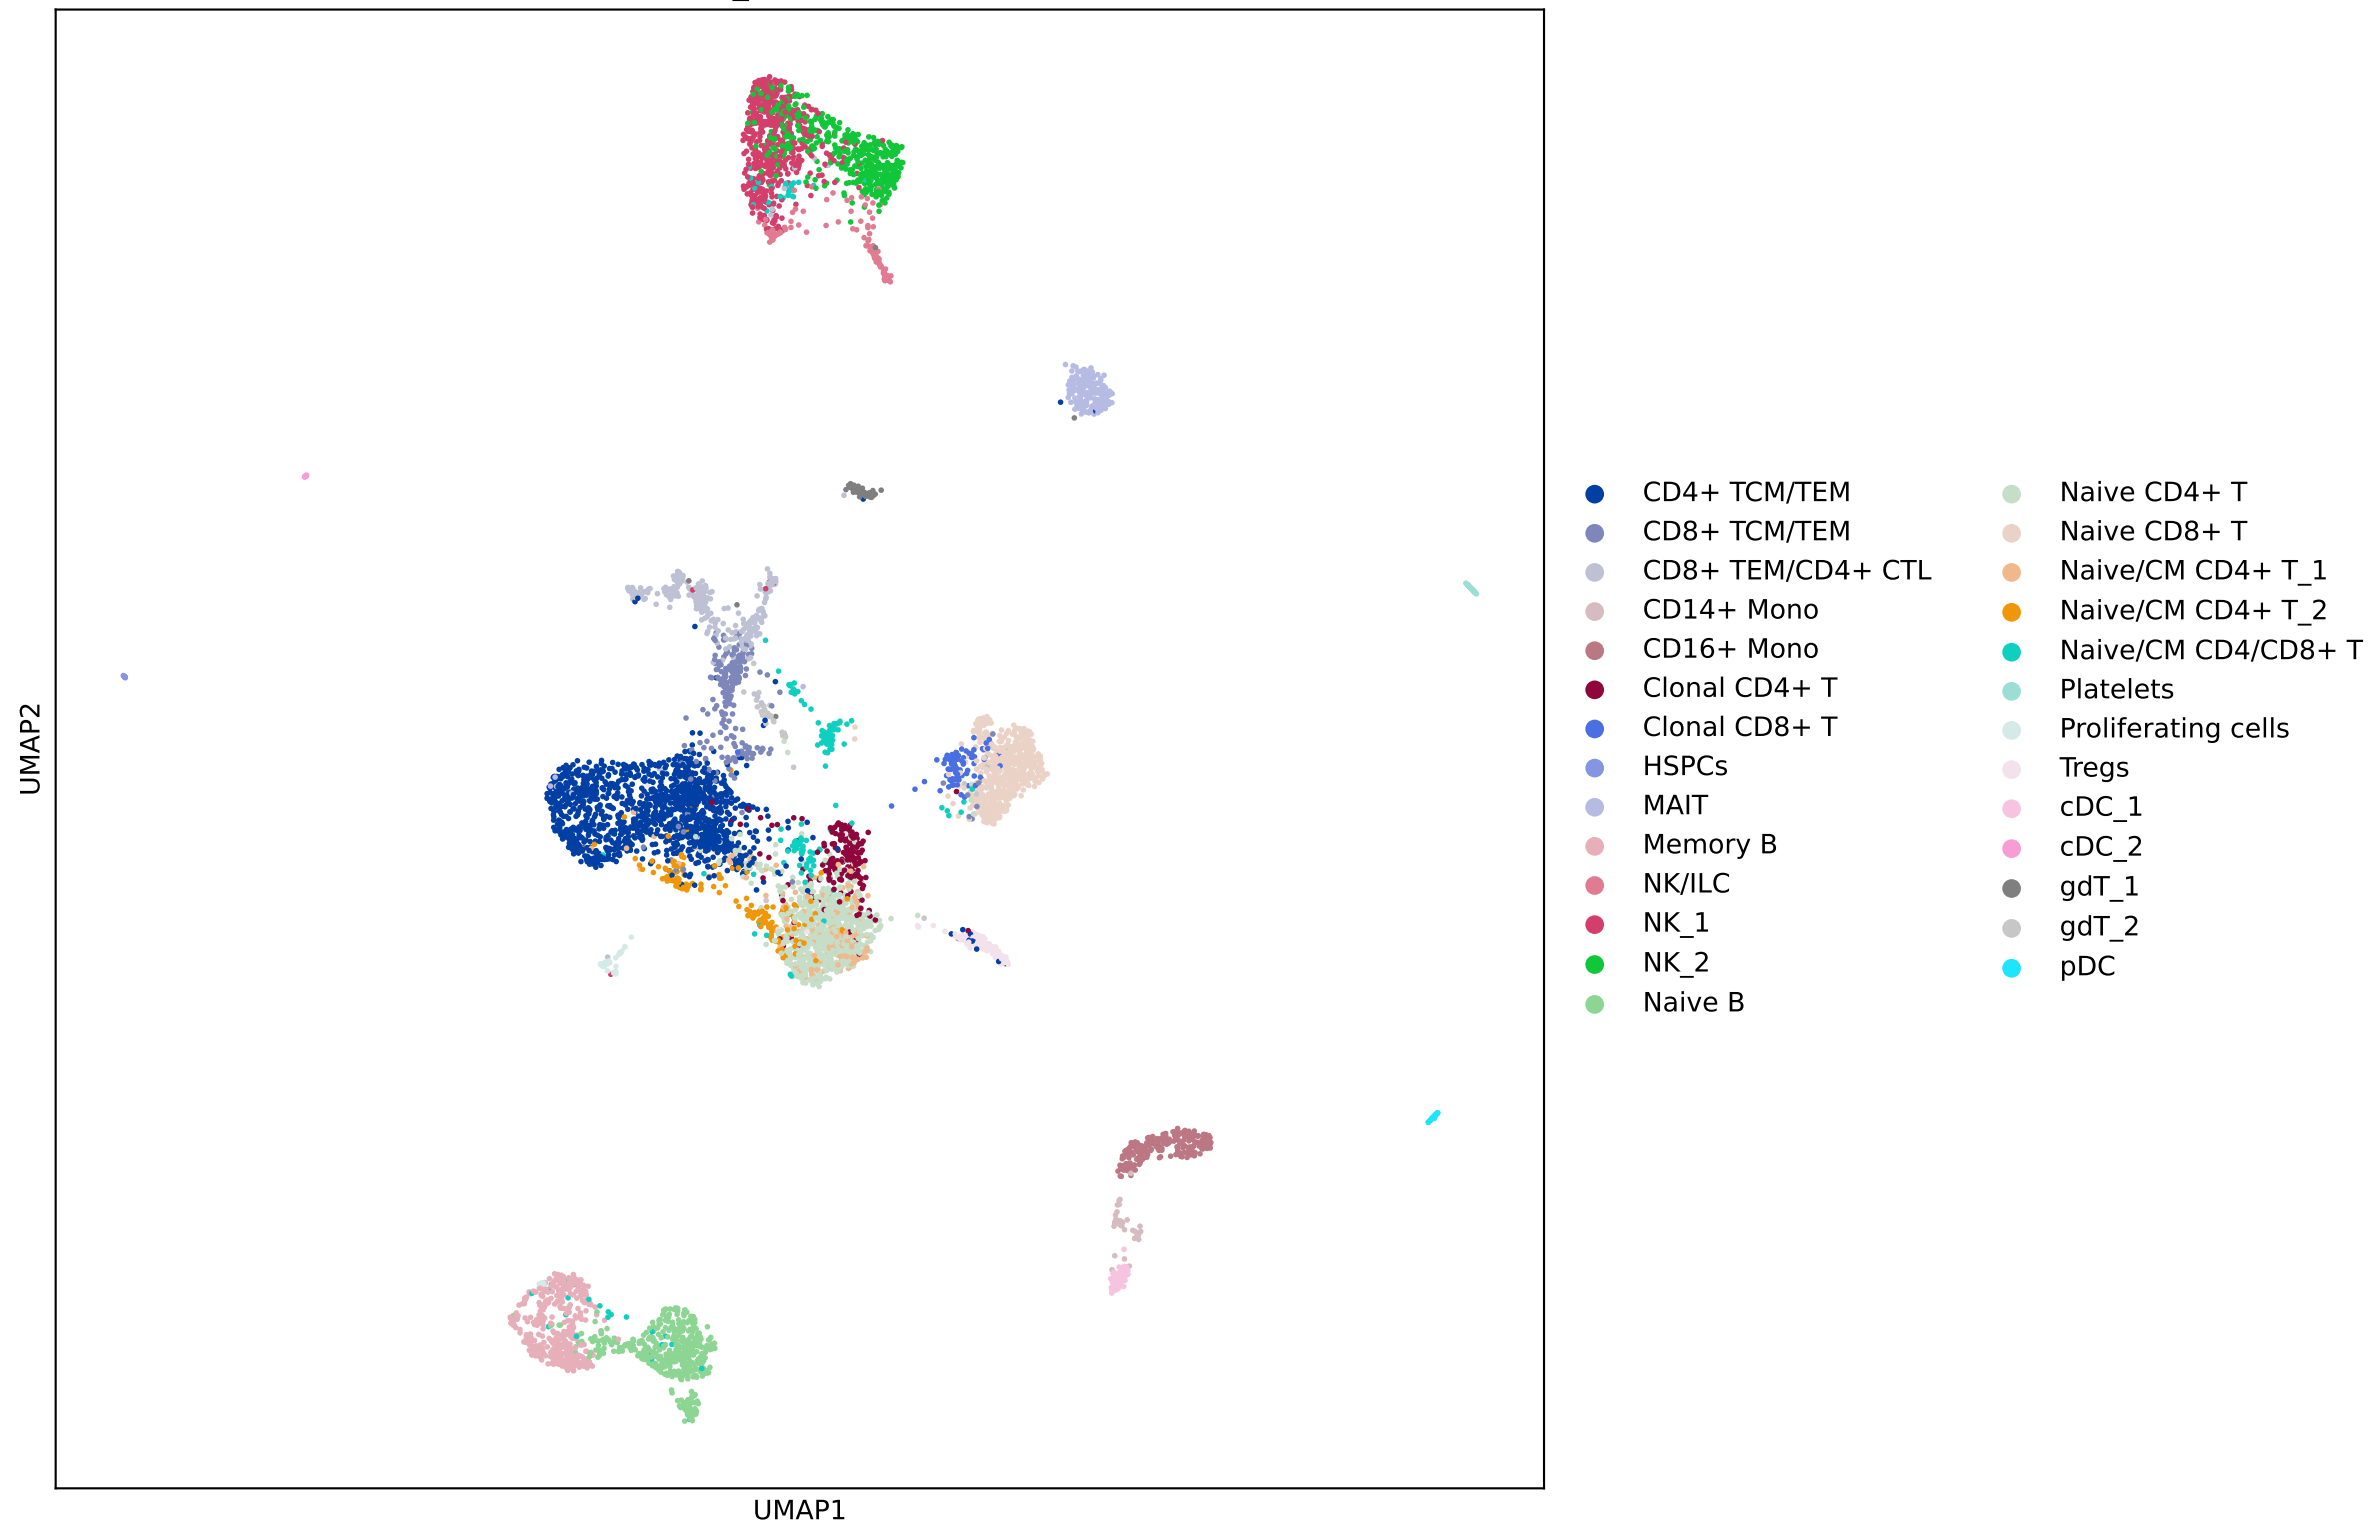 CD4+ TCM/TEM
CD8+ TCM/TEM
CD8+ TEM/CD4+ CTL
CD14+ Mono
CD16+ Mono
Clonal CD4+ T
Clonal CD8+ T
HSPCs
MAIT
Memory B
NK/ILC
NK_1
NK_2
Naive B
Naive CD4+ T
Naive CD8+ T
Naive/CM CD4+ T_1
Naive/CM CD4+ T_2
Naive/CM CD4/CD8+ T
Platelets
Proliferating cells
Tregs
cDC_1
cDC_2
gdT_1
gdT_2
pDC
UMAP2
UMAP1